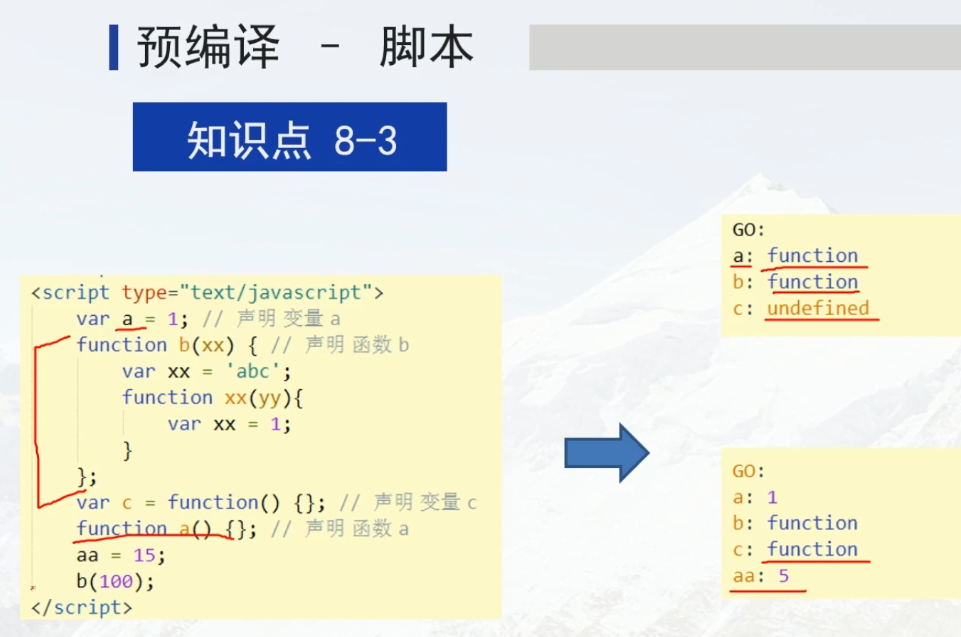 预编译 - 脚本
知识点 8-3
<script type="text/javascript">
var a = 1; // 声明 变量 a
function b(xx) { // 声明 函数 b
var xx = 'abc';
function xx(yy){
var xx = 1;
}
};
var c = function() {}; // 声明 变量 c
function a() {}; // 声明 函数 a
aa = 15;
b(100);
</script>
GO:
a: function
b: function
c: undefined
GO:
a: 1
b: function
c: function
aa: 5